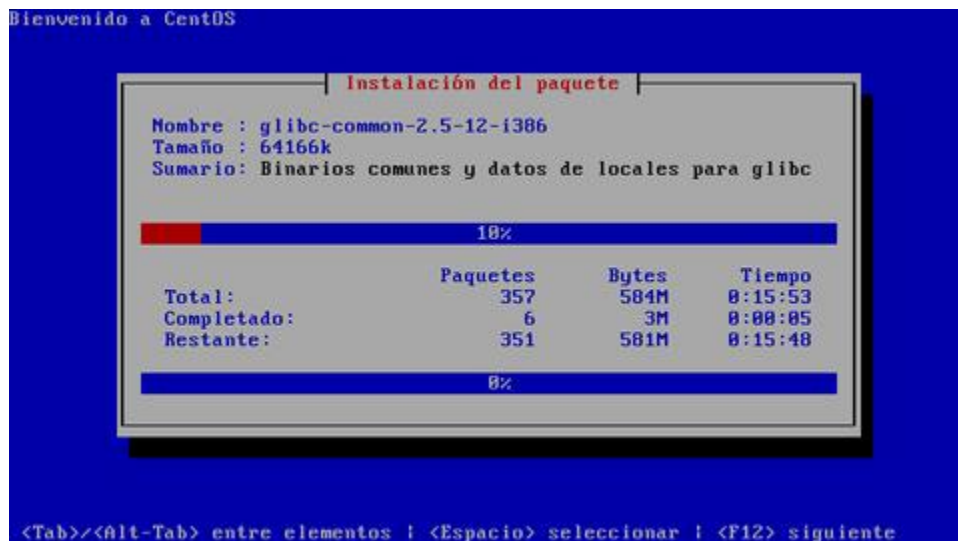 Bienvenido a CentOS
Instalación del paquete
Nombre : glibc-common-2.5-12-i386
Tamaño : 64166k
Sumario: Binarios comunes y datos de locales para glibc
10%
Paquetes Bytes Tiempo
Total: 357 584M 0:15:53
Completado: 6 3M 0:00:05
Restante: 351 581M 0:15:48
0%
<Tab>/<Alt-Tab> entre elementos | <Espacio> seleccionar | <F12> siguiente